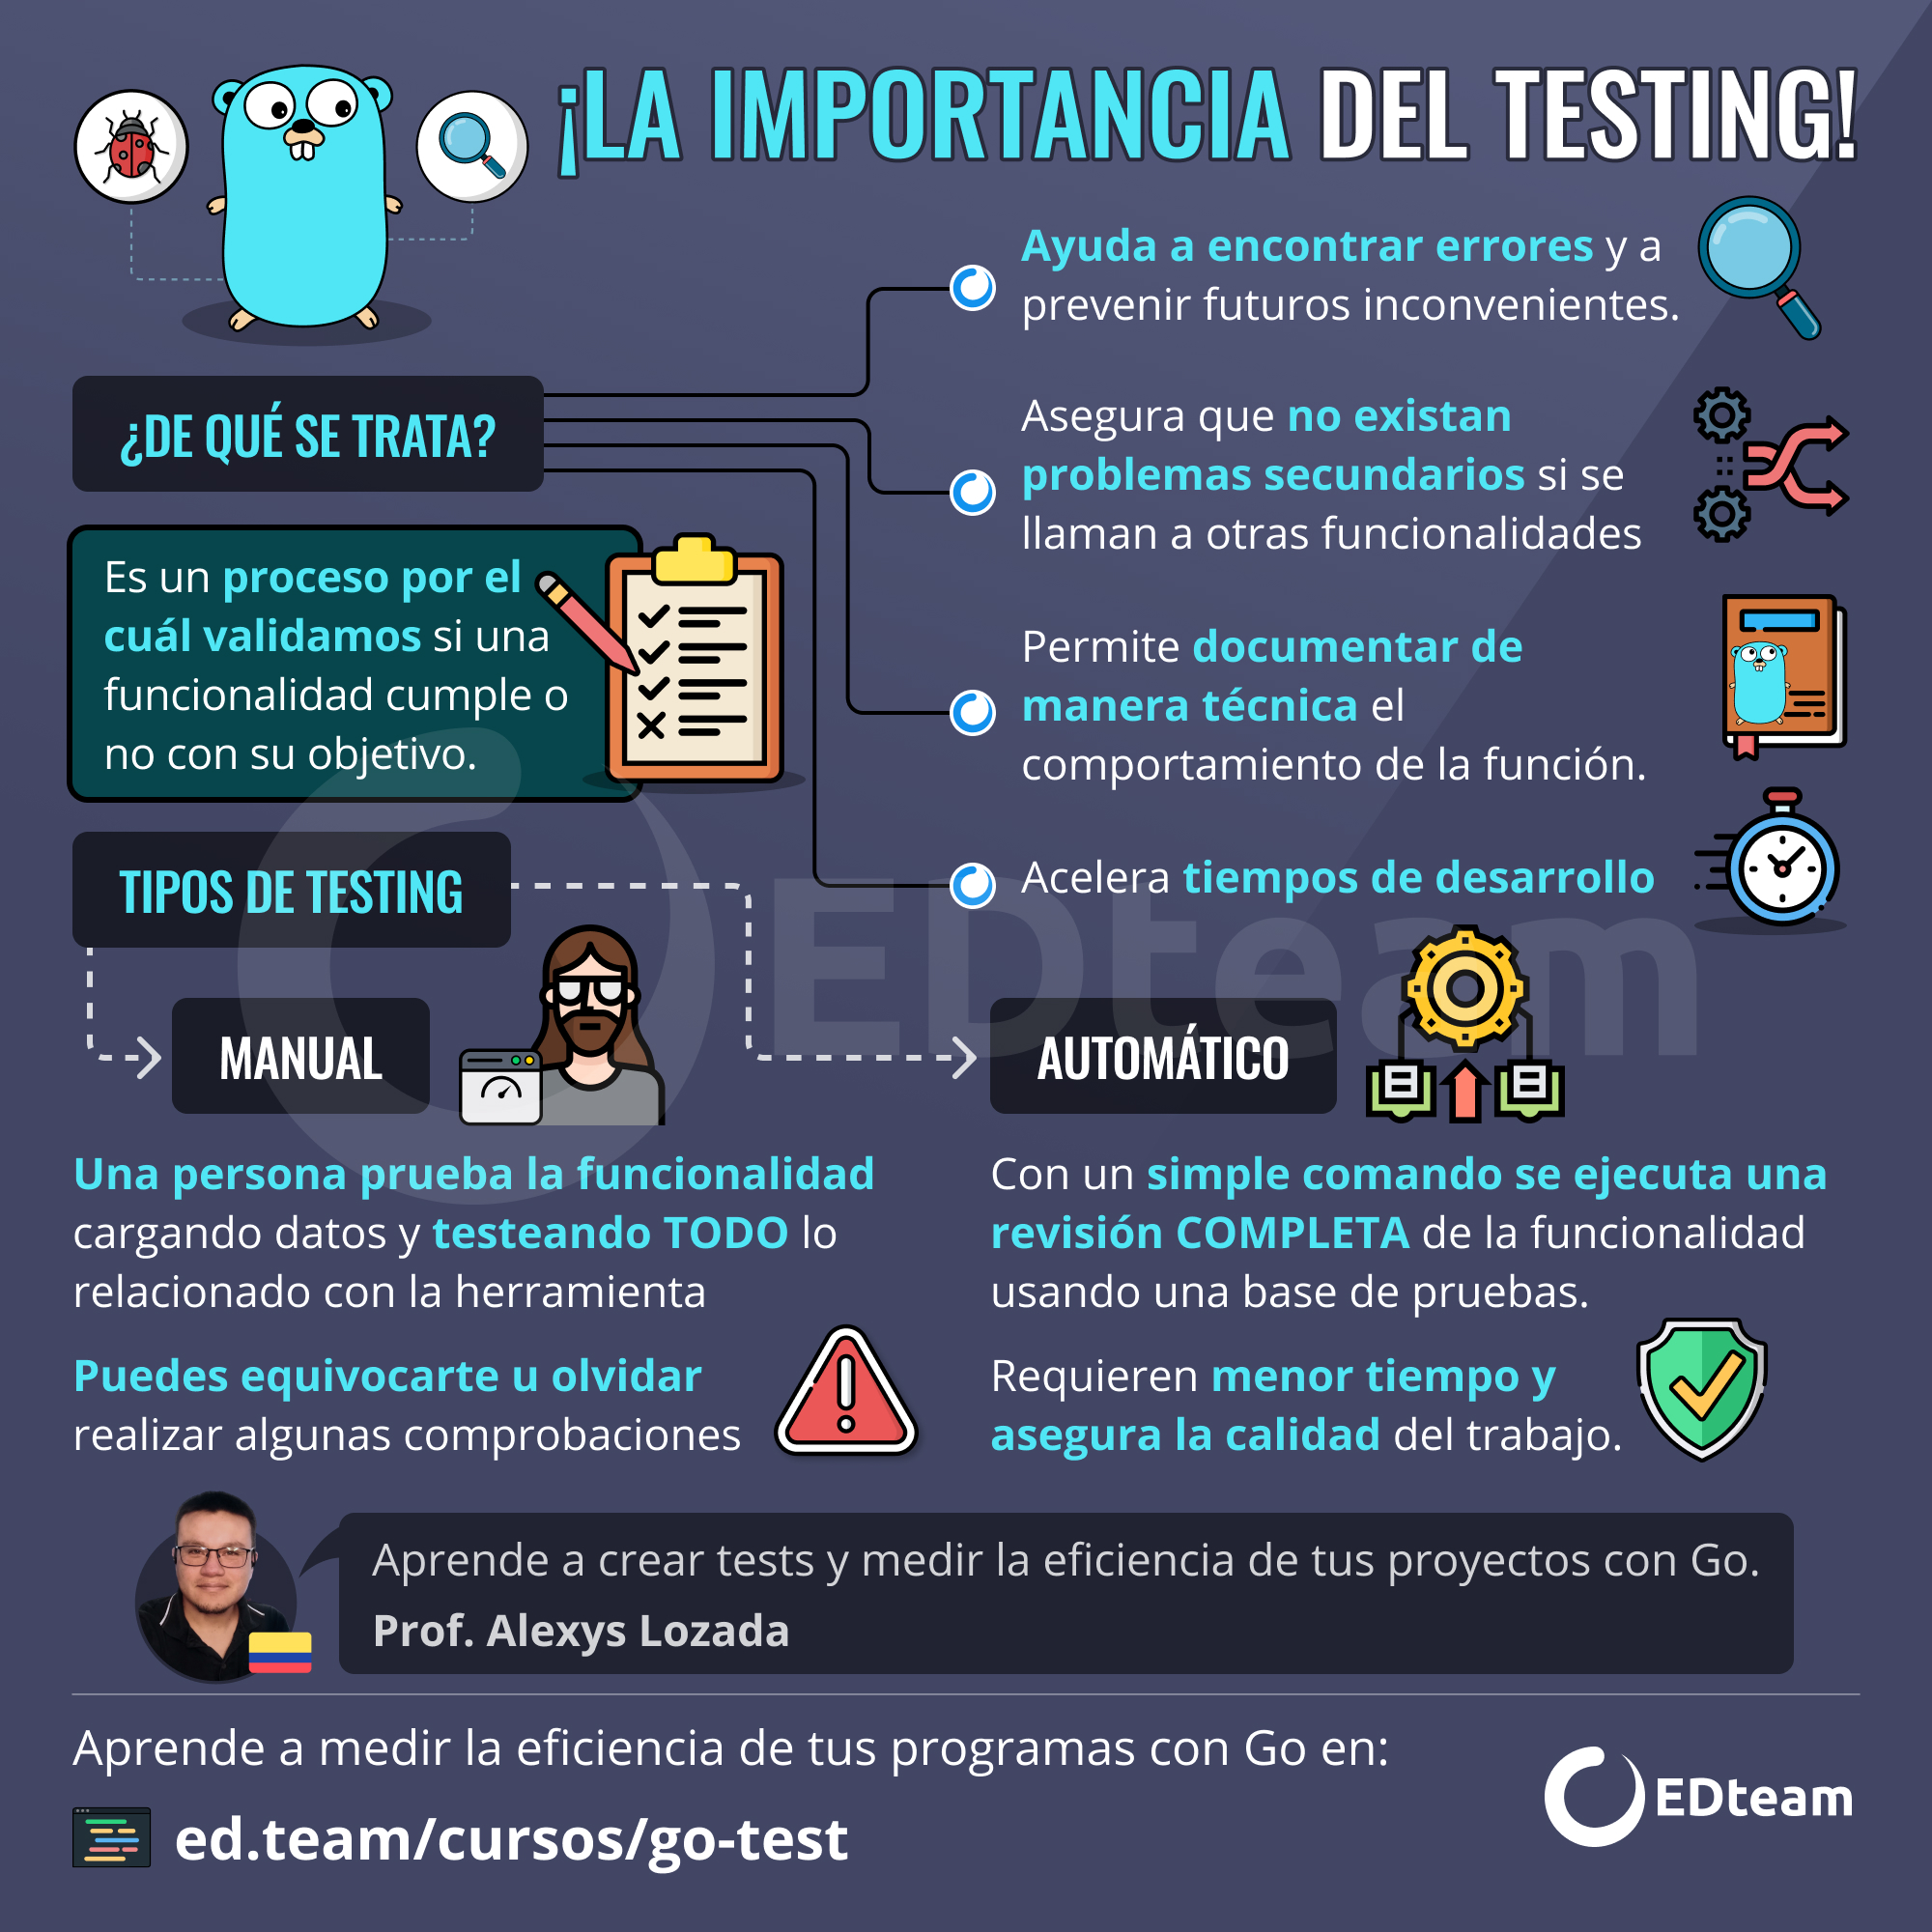 ¡LA IMPORTANCIA DEL TESTING!
¿DE QUÉ SE TRATA?
Es un proceso por el
cuál validamos si una
funcionalidad cumple o
no con su objetivo.
Ayuda a encontrar errores y a
prevenir futuros inconvenientes.
Asegura que no existan
problemas secundarios si se
llaman a otras funcionalidades
Permite documentar de
manera técnica el
comportamiento de la función.
Acelera tiempos de desarrollo
EDteam
TIPOS DE TESTING
MANUAL
Una persona prueba la funcionalidad
cargando datos y testeando TODO lo
relacionado con la herramienta
Puedes equivocarte u olvidar
realizar algunas comprobaciones
AUTOMÁTICO
Con un simple comando se ejecuta una
revisión COMPLETA de la funcionalidad
usando una base de pruebas.
Requieren menor tiempo y
asegura la calidad del trabajo.
Aprende a crear tests y medir la eficiencia de tus proyectos con Go.
Prof. Alexys Lozada
Aprende a medir la eficiencia de tus programas con Go en:
ed.team/cursos/go-test
EDteam